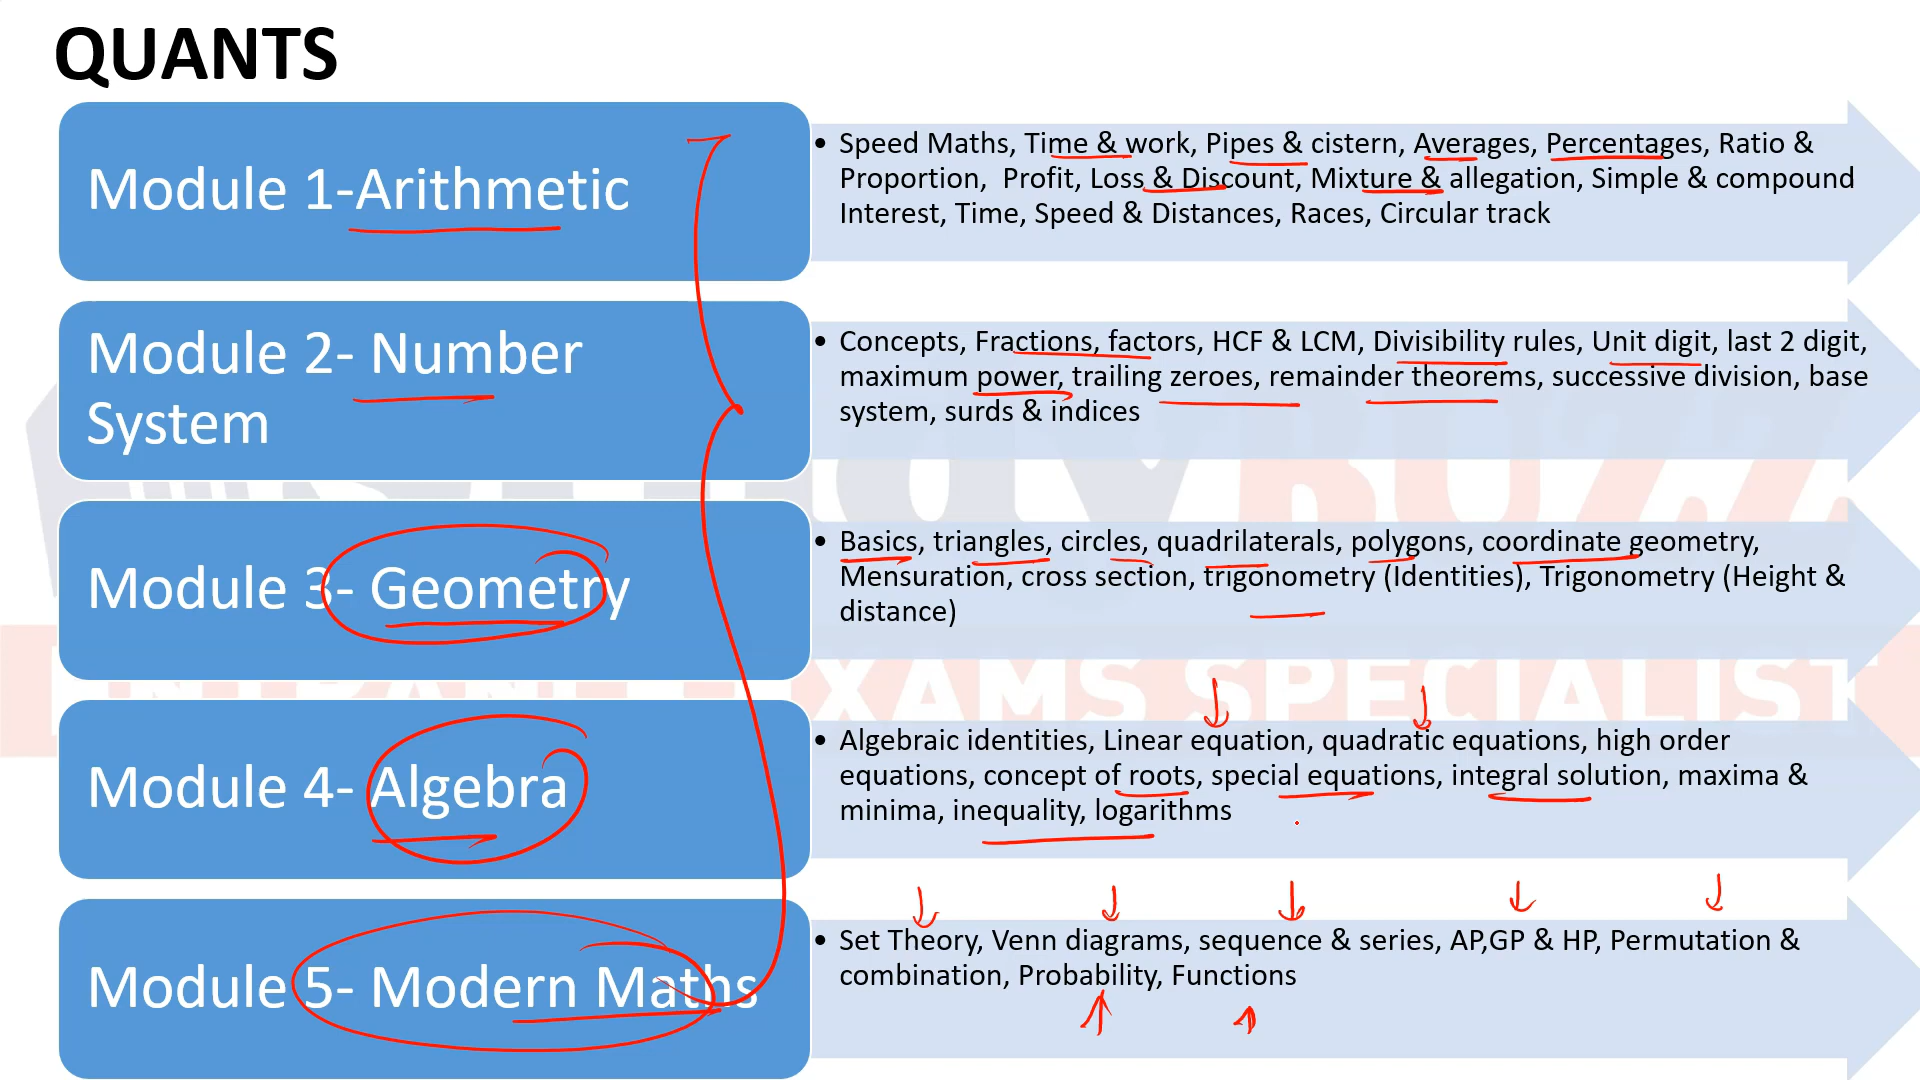 QUANTS
Module 1-Arithmetic
• Speed Maths, Time & work, Pipes & cistern, Averages, Percentages, Ratio &
Proportion,  Profit, Loss & Discount, Mixture & allegation, Simple & compound
Interest, Time, Speed & Distances, Races, Circular track
Module 2- Number
System
• Concepts, Fractions, factors, HCF & LCM, Divisibility rules, Unit digit, last 2 digit,
maximum power, trailing zeroes, remainder theorems, successive division, base
system, surds & indices
Module 3- Geometry
• Basics, triangles, circles, quadrilaterals, polygons, coordinate geometry,
Mensuration, cross section, trigonometry (Identities), Trigonometry (Height &
distance)
Module 4- Algebra
• Algebraic identities, Linear equation, quadratic equations, high order
equations, concept of roots, special equations, integral solution, maxima &
minima, inequality, logarithms
Module 5- Modern Maths
• Set Theory, Venn diagrams, sequence & series, AP,GP & HP, Permutation &
combination, Probability, Functions
EXAMS SPECIALIST